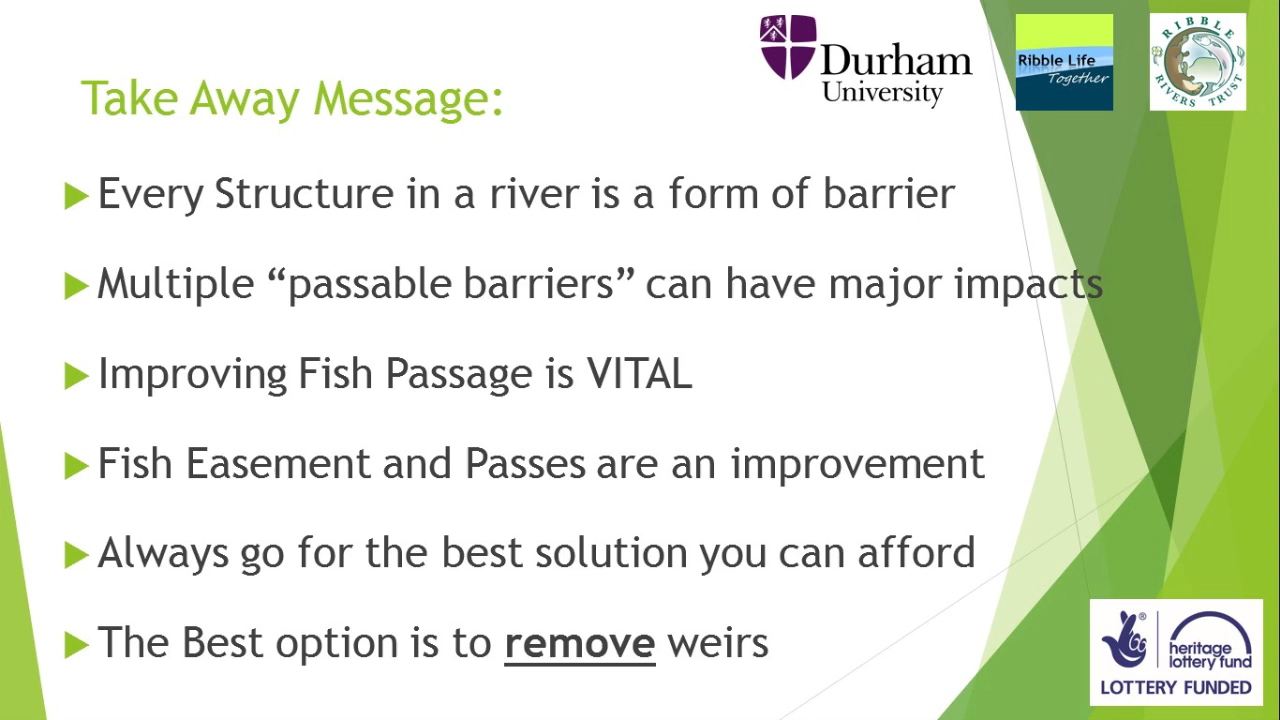 Durham
University
Ribble Life
Together
RIBBLE
RIVERS TRUST
Take Away Message:
Every Structure in a river is a form of barrier
Multiple “passable barriers” can have major impacts
Improving Fish Passage is VITAL
Fish Easement and Passes are an improvement
Always go for the best solution you can afford
The Best option is to remove weirs
®
heritage
lottery fund
LOTTERY FUNDED